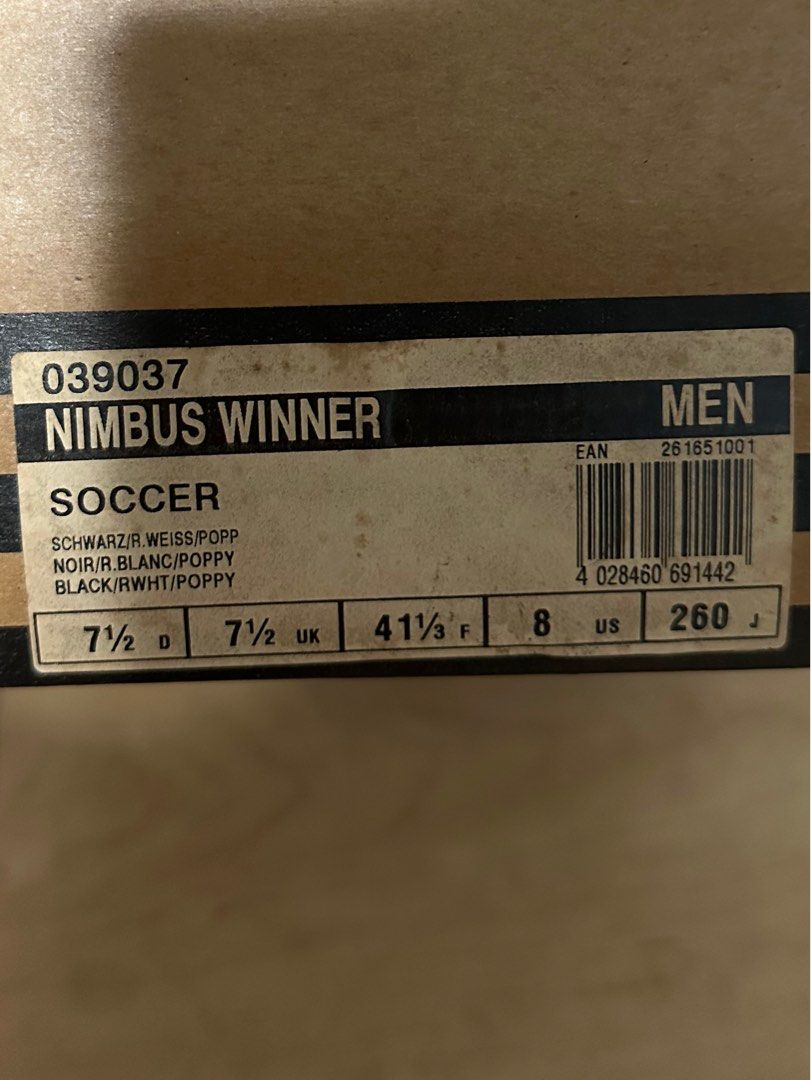 039037
NIMBUS WINNER MEN
EAN 261651001
SOCCER
SCHWARZ/R.WEISS/POPP
NOIR/R.BLANC/POPPY
BLACK/RWHT/POPPY
4 028460 691442
7½ D 7½ UK 41⅓ F 8 US 260 J